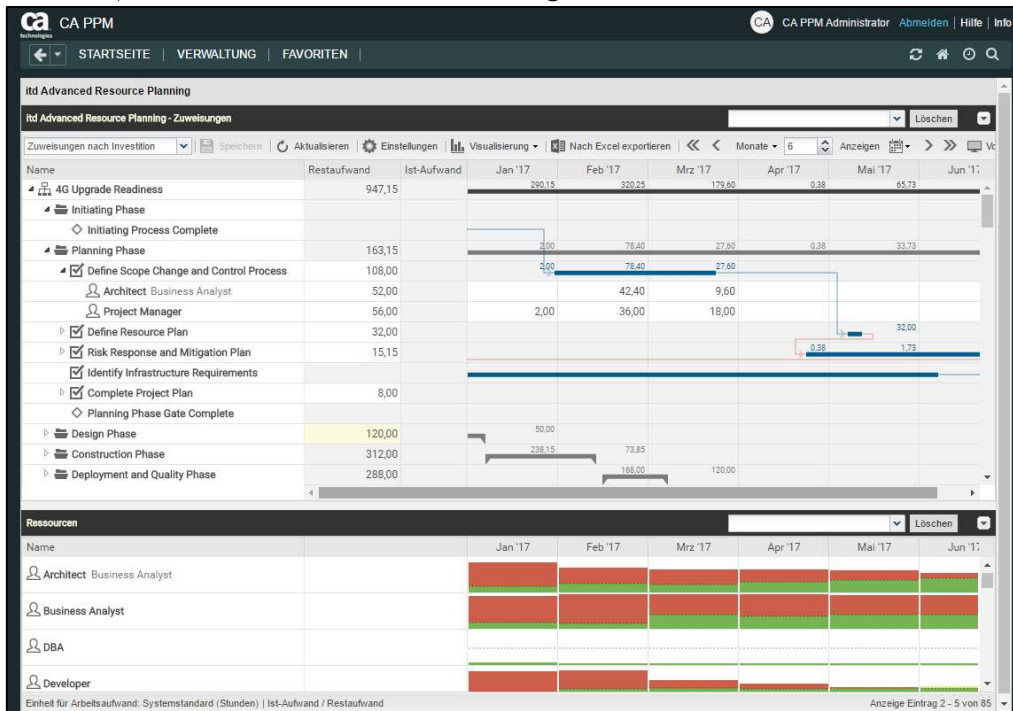 ca technologies CA PPM CA CA PPM Administrator Abmelden | Hilfe | Info
STARTSEITE | VERWALTUNG | FAVORITEN |
itd Advanced Resource Planning
itd Advanced Resource Planning - Zuweisungen Löschen
Zuweisungen nach Investition Speichern Aktualisieren Einstellungen Visualisierung Nach Excel exportieren Monate 6 Anzeigen
Name Restaufwand Ist-Aufwand Jan '17 Feb '17 Mrz '17 Apr '17 Mai '17 Jun '17
4G Upgrade Readiness 947,15 290,15 320,25 179,60 0,38 65,73
Initiating Phase
Initiating Process Complete
Planning Phase 163,15 2,00 78,40 27,60 0,38 33,73
Define Scope Change and Control Process 108,00 2,00 78,40 27,60
Architect Business Analyst 52,00 42,40 9,60
Project Manager 56,00 2,00 36,00 18,00
Define Resource Plan 32,00 32,00
Risk Response and Mitigation Plan 15,15 0,38 1,73
Identify Infrastructure Requirements
Complete Project Plan 8,00
Planning Phase Gate Complete
Design Phase 120,00 50,00
Construction Phase 312,00 238,15 73,85
Deployment and Quality Phase 288,00 168,00 120,00
Ressourcen Löschen
Name Jan '17 Feb '17 Mrz '17 Apr '17 Mai '17 Jun '17
Architect Business Analyst
Business Analyst
DBA
Developer
Einheit für Arbeitsaufwand: Systemstandard (Stunden) | Ist-Aufwand / Restaufwand Anzeige Eintrag 2 - 5 von 85